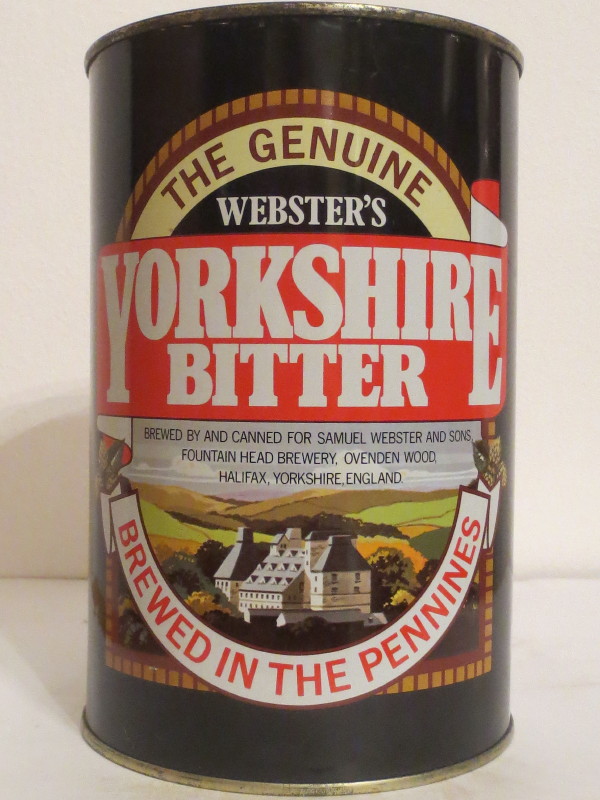 THE GENUINE
WEBSTER'S
YORKSHIRE
BITTER
BREWED BY AND CANNED FOR SAMUEL WEBSTER AND SONS,
FOUNTAIN HEAD BREWERY, OVENDEN WOOD,
HALIFAX, YORKSHIRE, ENGLAND.
BREWED IN THE PENNINES